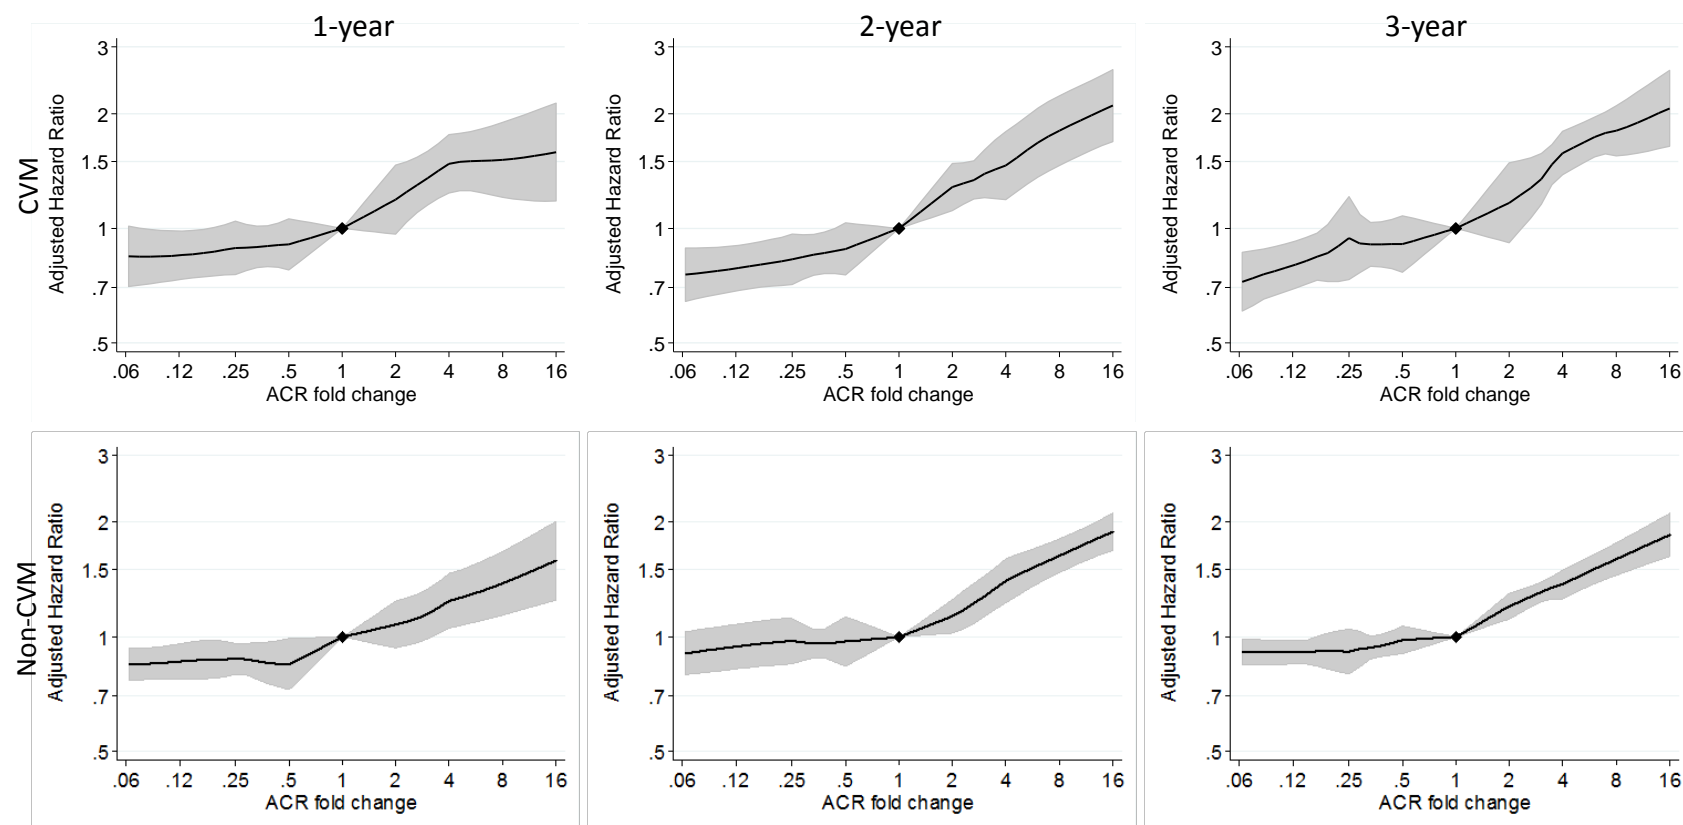 1-year 2-year 3-year
CVM
Adjusted Hazard Ratio
3
2
1.5
1
.7
.5
.06 .12 .25 .5 1 2 4 8 16
ACR fold change
Adjusted Hazard Ratio
3
2
1.5
1
.7
.5
.06 .12 .25 .5 1 2 4 8 16
ACR fold change
Adjusted Hazard Ratio
3
2
1.5
1
.7
.5
.06 .12 .25 .5 1 2 4 8 16
ACR fold change
Non-CVM
Adjusted Hazard Ratio
3
2
1.5
1
.7
.5
.06 .12 .25 .5 1 2 4 8 16
ACR fold change
Adjusted Hazard Ratio
3
2
1.5
1
.7
.5
.06 .12 .25 .5 1 2 4 8 16
ACR fold change
Adjusted Hazard Ratio
3
2
1.5
1
.7
.5
.06 .12 .25 .5 1 2 4 8 16
ACR fold change